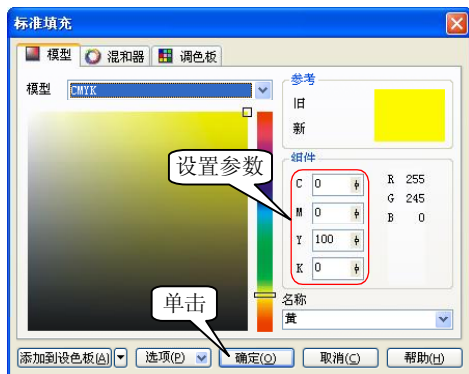 标准填充
模型 混和器 调色板
模型 CMYK
参考
旧
新
组件
设置参数
C 0 R 255
G 245
M 0 B 0
Y 100
K 0
单击
名称
黄
添加到设色板(A) 选项(P) 确定(O) 取消(C) 帮助(H)